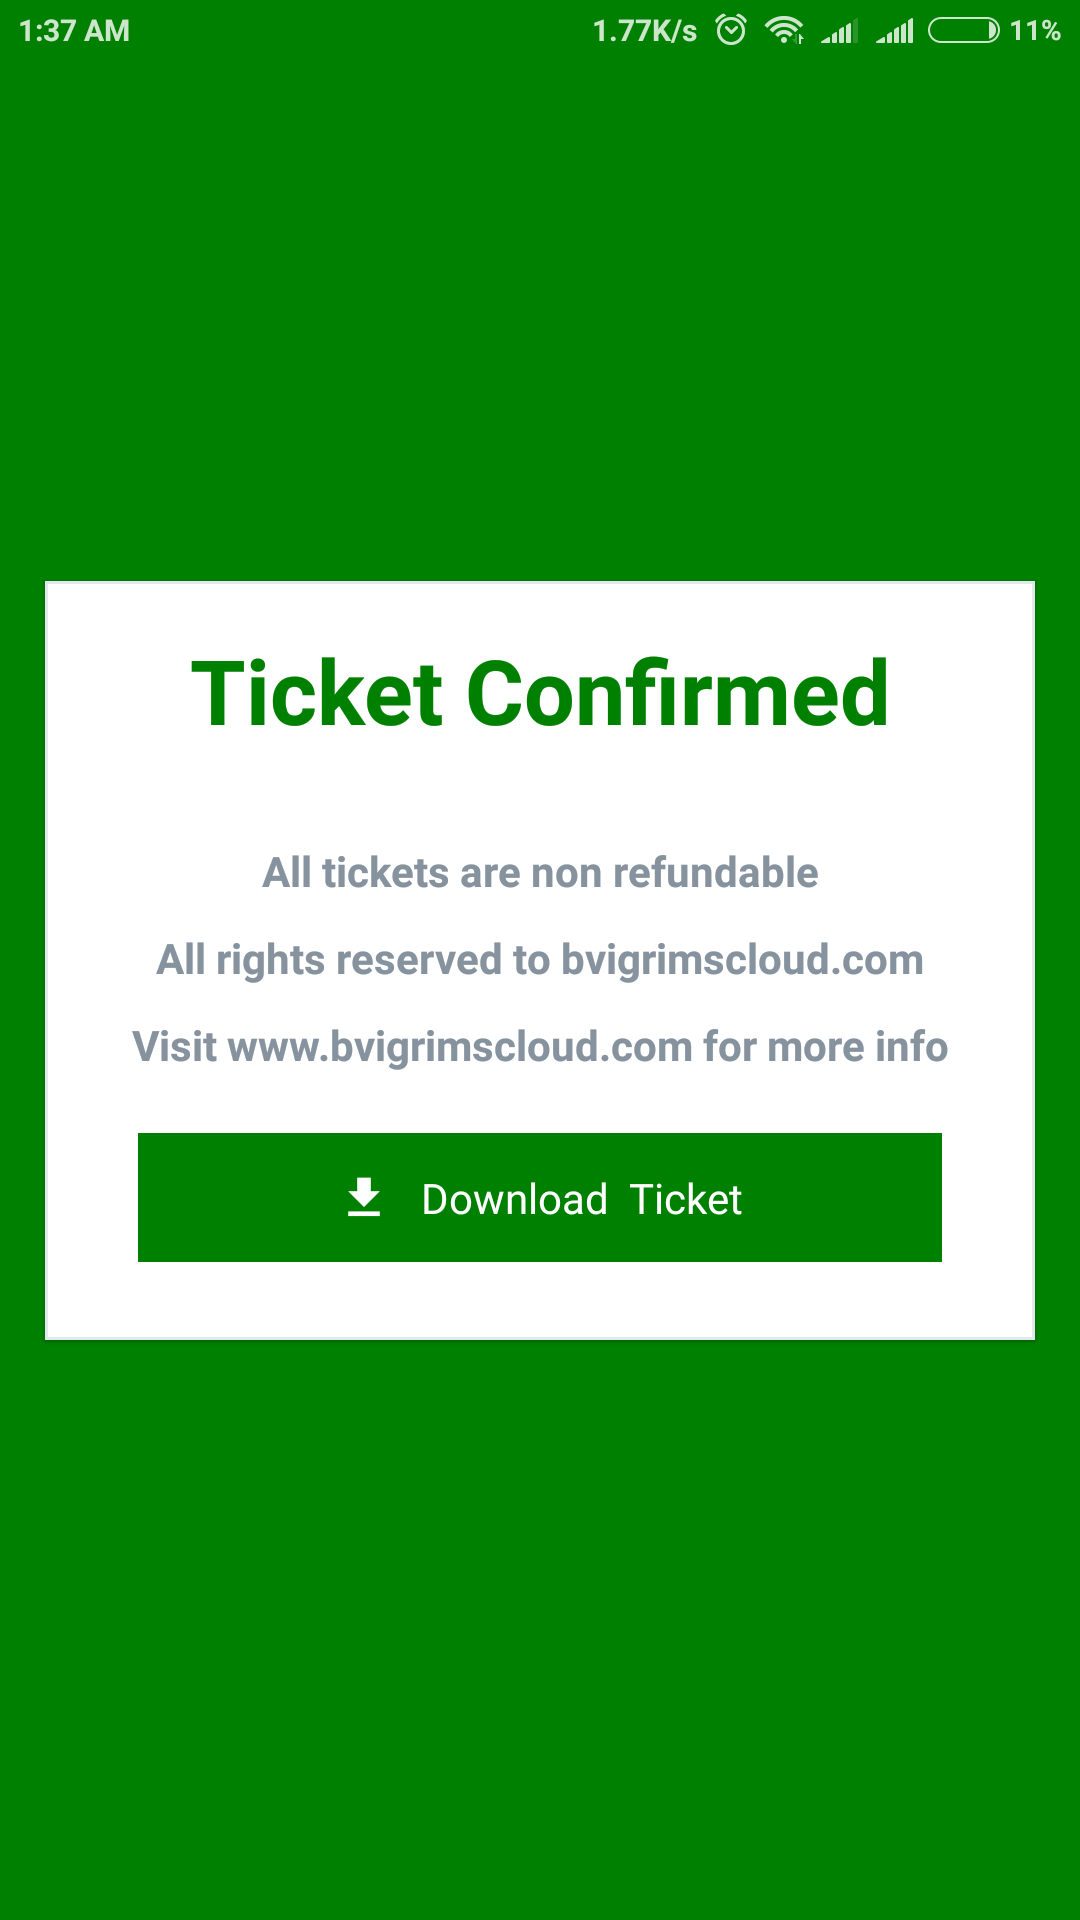 1:37 AM 1.77K/s 11%
Ticket Confirmed
All tickets are non refundable
All rights reserved to bvigrimscloud.com
Visit www.bvigrimscloud.com for more info
Download Ticket